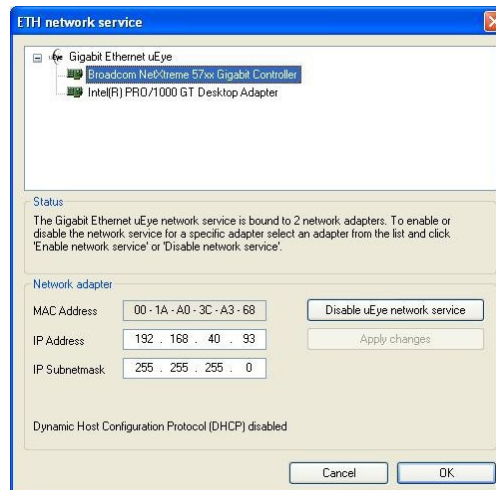 ETH network service
Gigabit Ethernet uEye
Broadcom NetXtreme 57xx Gigabit Controller
Intel(R) PRO/1000 GT Desktop Adapter
Status
The Gigabit Ethernet uEye network service is bound to 2 network adapters. To enable or
disable the network service for a specific adapter select an adapter from the list and click
'Enable network service' or 'Disable network service'.
Network adapter
MAC Address 00 - 1A - A0 - 3C - A3 - 68 Disable uEye network service
IP Address 192 . 168 . 40 . 93 Apply changes
IP Subnetmask 255 . 255 . 255 . 0
Dynamic Host Configuration Protocol (DHCP) disabled
Cancel OK